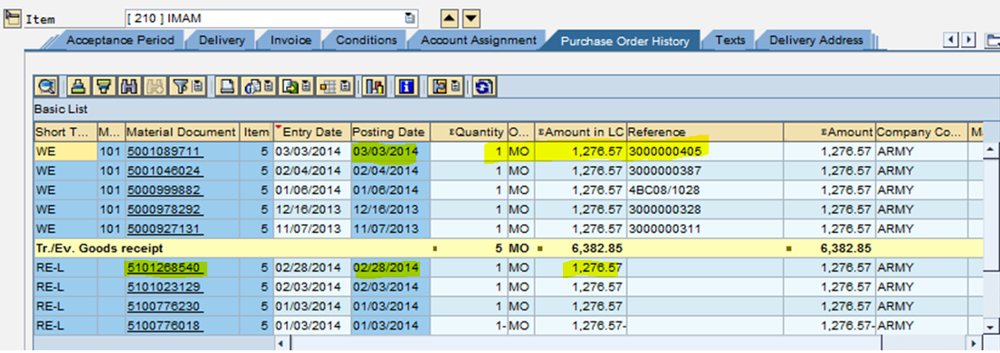 Item [ 210 ] IMAM
Acceptance Period Delivery Invoice Conditions Account Assignment Purchase Order History Texts Delivery Address
Basic List
Short T... M... Material Document Item Entry Date Posting Date ΣQuantity O... ΣAmount in LC Reference ΣAmount Company Co... M
WE 101 5001089711 5 03/03/2014 03/03/2014 1 MO 1,276.57 3000000405 1,276.57 ARMY
WE 101 5001046024 5 02/04/2014 02/04/2014 1 MO 1,276.57 3000000387 1,276.57 ARMY
WE 101 5000999882 5 01/06/2014 01/06/2014 1 MO 1,276.57 4BC08/1028 1,276.57 ARMY
WE 101 5000978292 5 12/16/2013 12/16/2013 1 MO 1,276.57 3000000328 1,276.57 ARMY
WE 101 5000927131 5 11/07/2013 11/07/2013 1 MO 1,276.57 3000000311 1,276.57 ARMY
Tr./Ev. Goods receipt 5 MO 6,382.85 6,382.85
RE-L 5101268540 5 02/28/2014 02/28/2014 1 MO 1,276.57 1,276.57 ARMY
RE-L 5101023129 5 02/03/2014 02/03/2014 1 MO 1,276.57 1,276.57 ARMY
RE-L 5100776230 5 01/03/2014 01/03/2014 1 MO 1,276.57 1,276.57 ARMY
RE-L 5100776018 5 01/03/2014 01/03/2014 1- MO 1,276.57- 1,276.57- ARMY